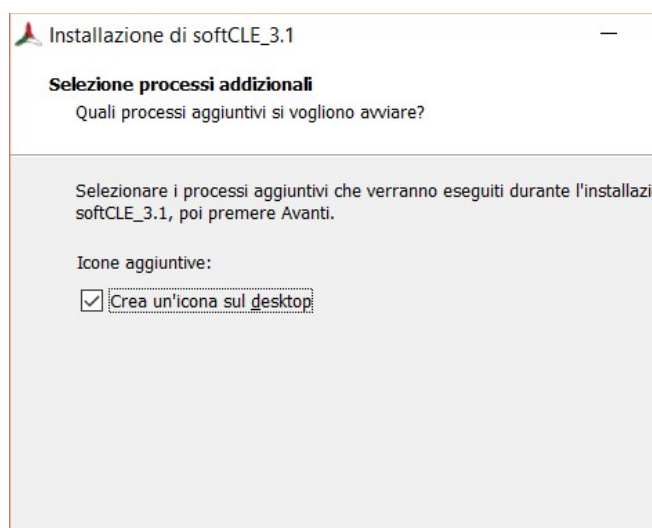 Installazione di softCLE_3.1
Selezione processi addizionali
Quali processi aggiuntivi si vogliono avviare?
Selezionare i processi aggiuntivi che verranno eseguiti durante l'installazi
softCLE_3.1, poi premere Avanti.
Icone aggiuntive:
Crea un'icona sul desktop